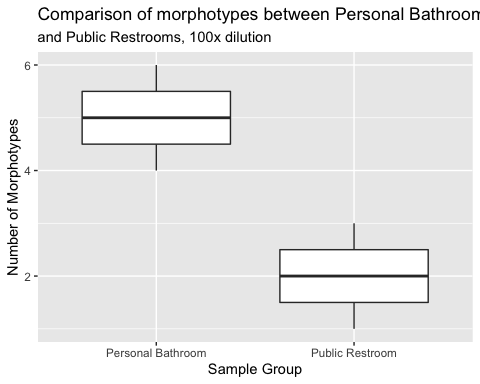 Comparison of morphotypes between Personal Bathroom
and Public Restrooms, 100x dilution
Number of Morphotypes
6
4
2
Personal Bathroom
Public Restroom
Sample Group